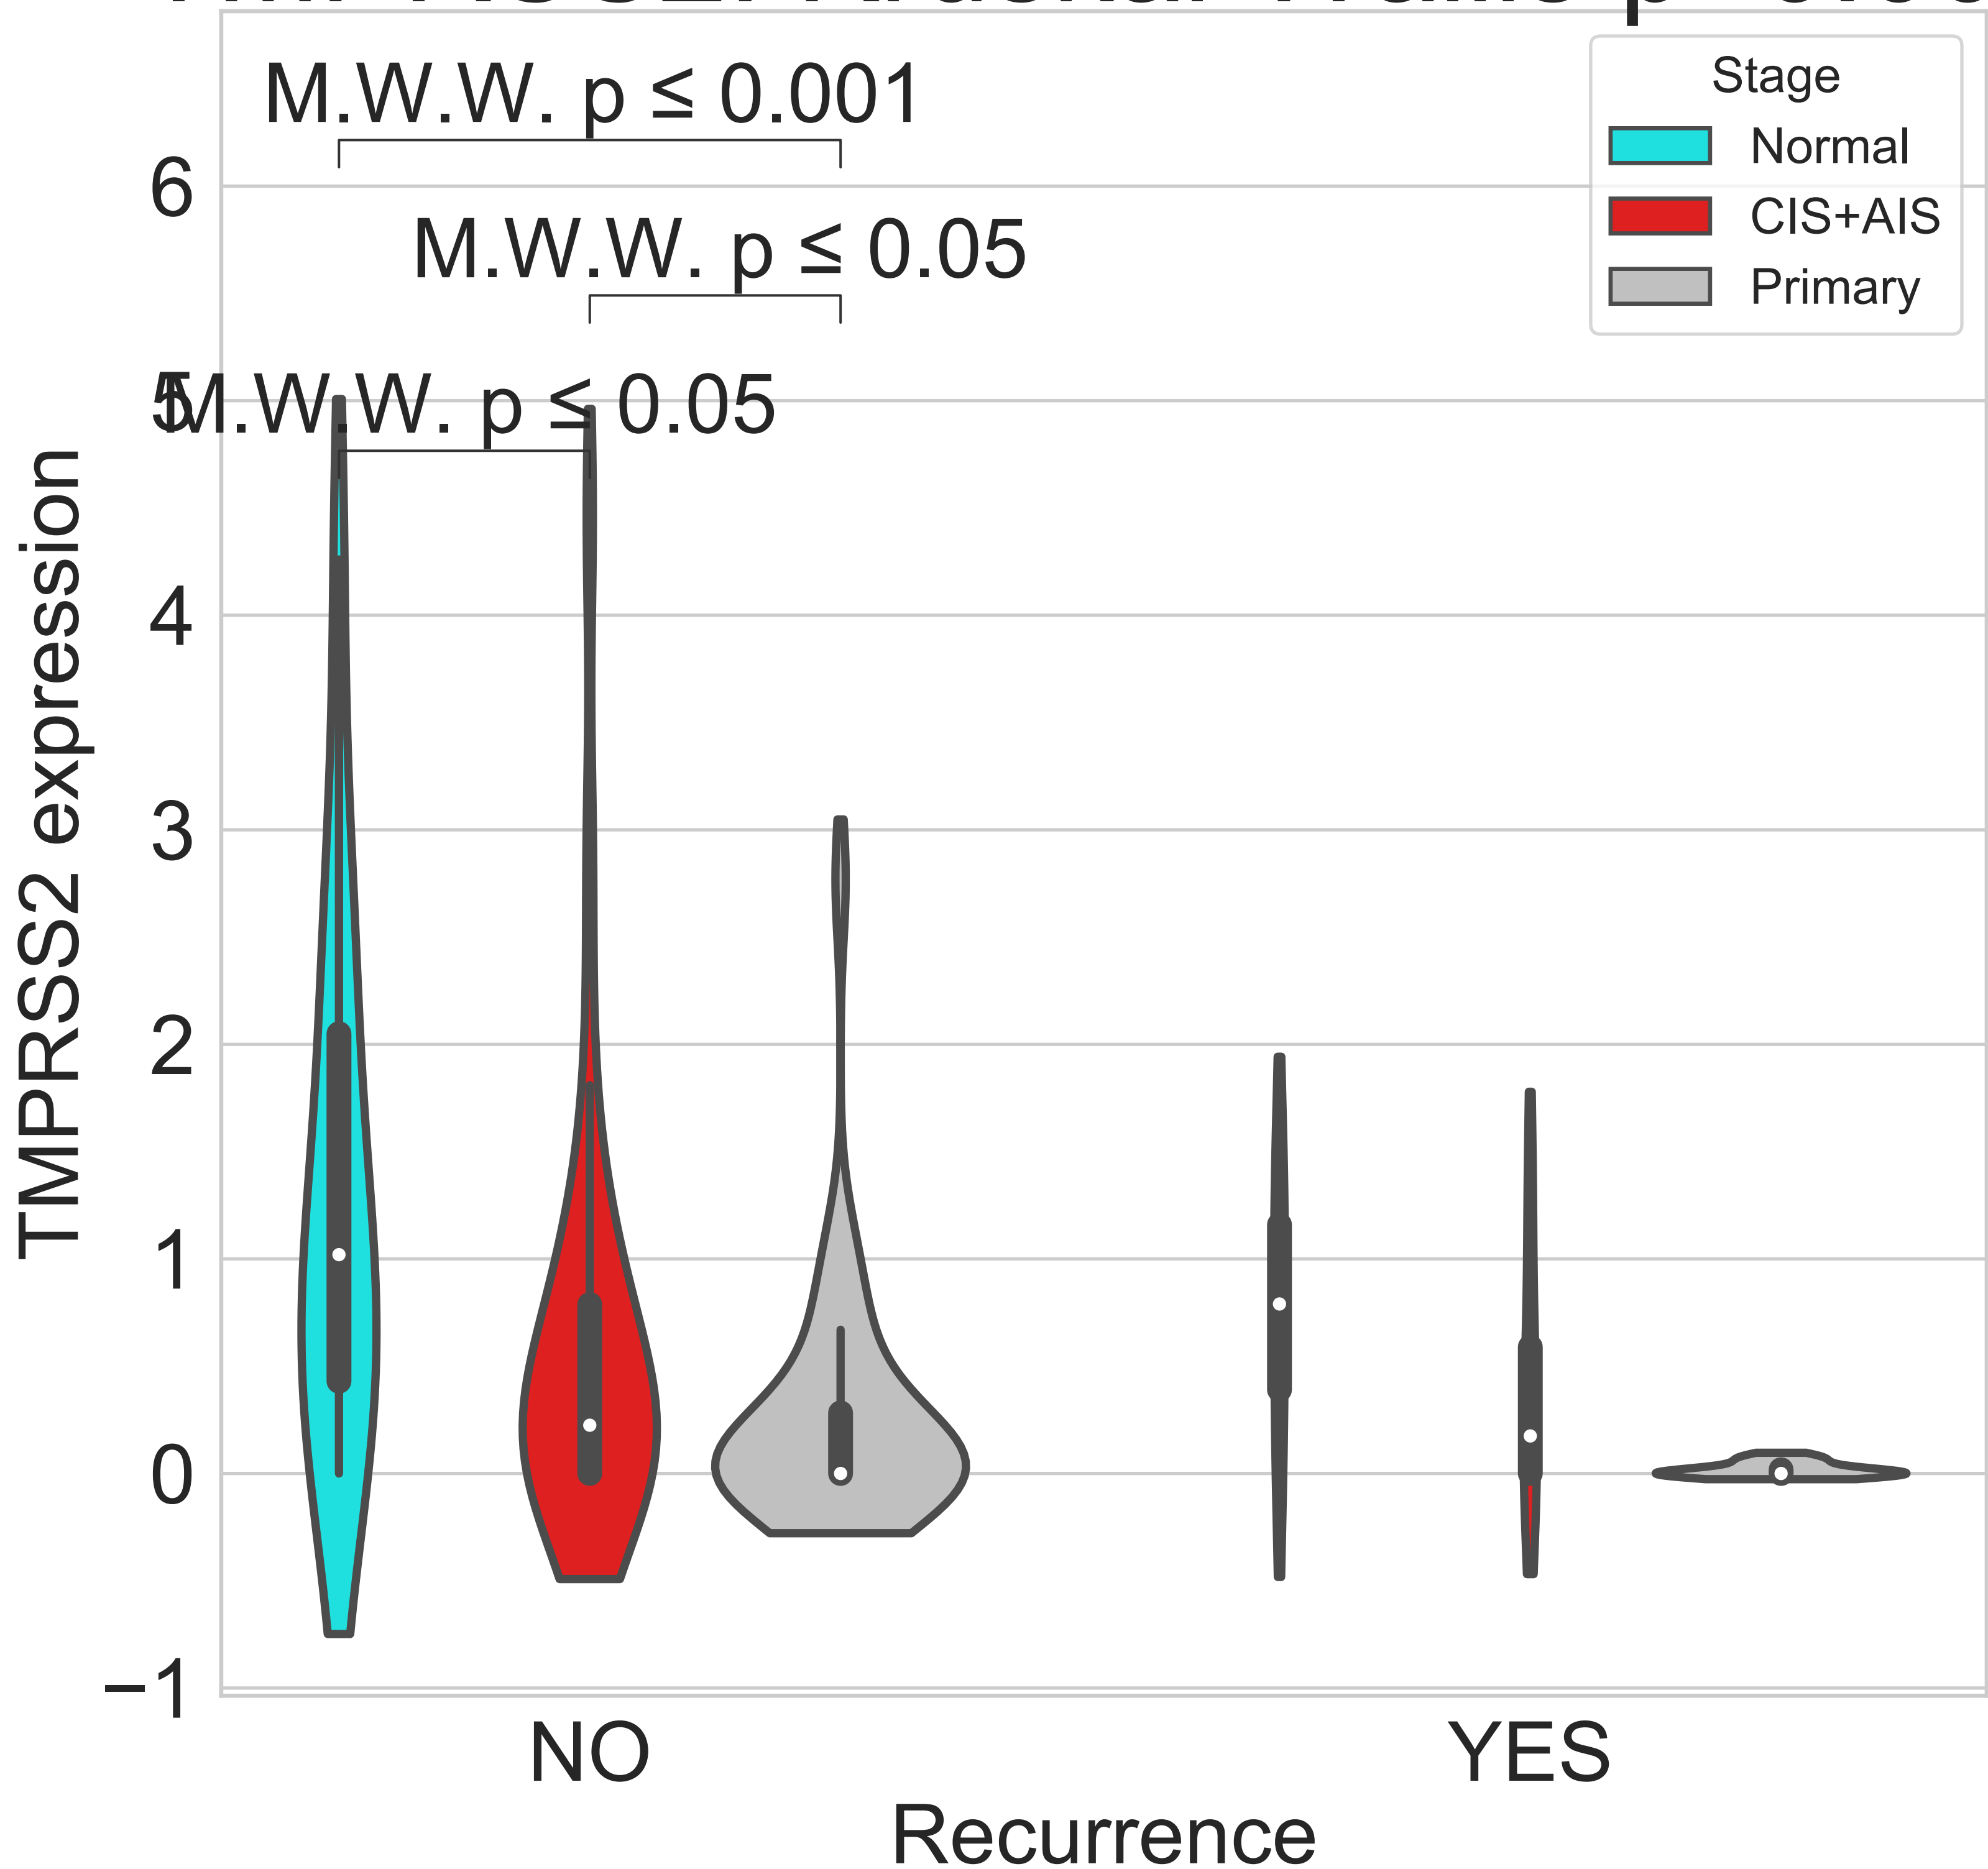 M.W.W. p ≤ 0.001
M.W.W. p ≤ 0.05
M.W.W. p ≤ 0.05
Stage
Normal
CIS+AIS
Primary
6
5
4
3
2
1
0
−1
TMPRSS2 expression
NO
YES
Recurrence